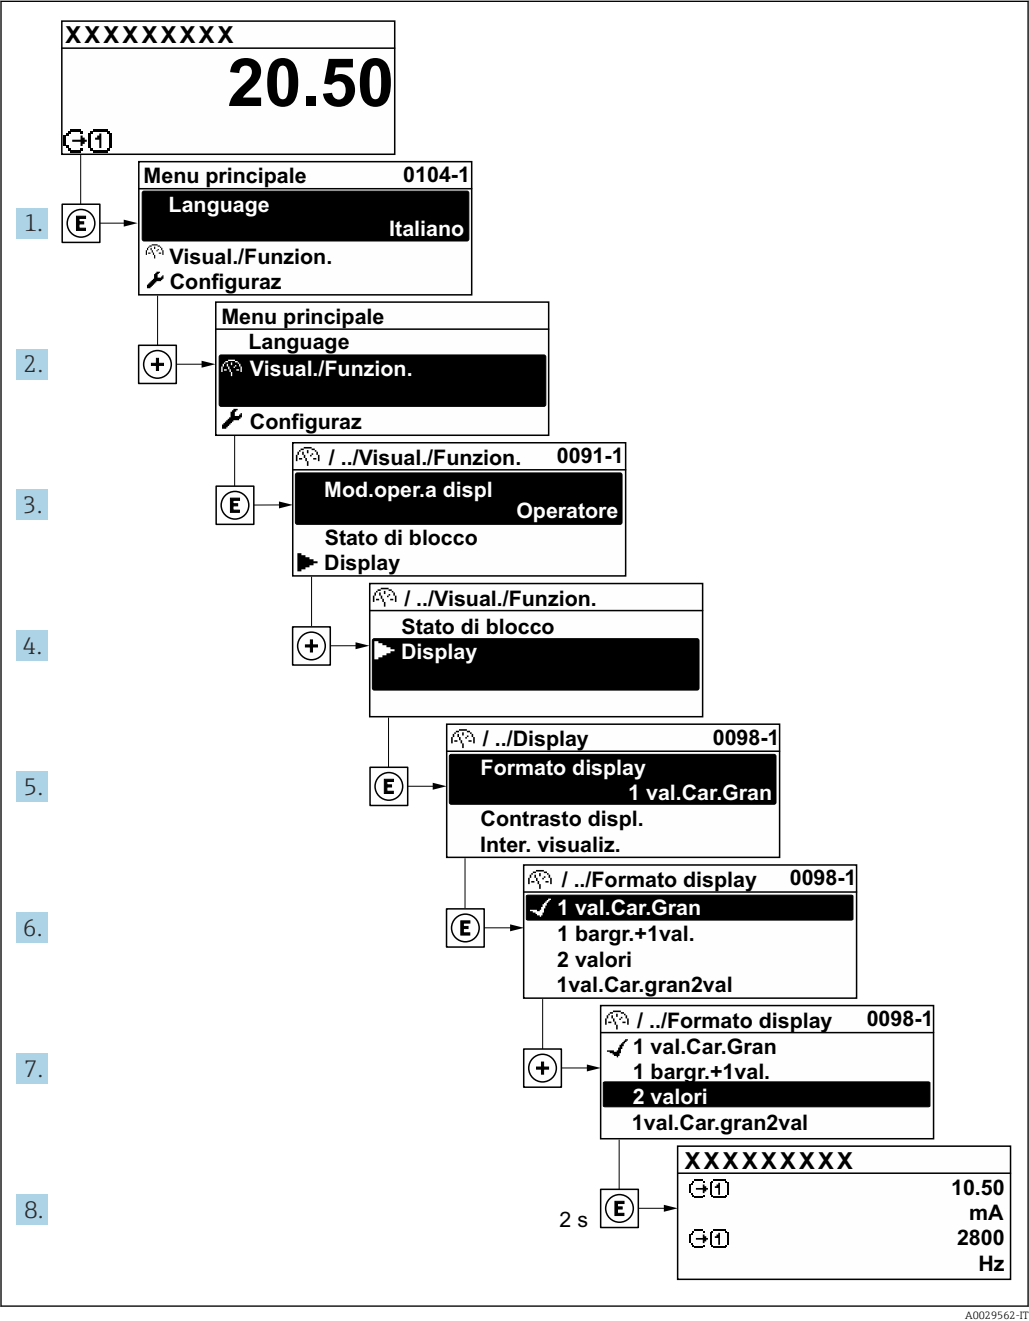 XXXXXXXXX
20.50
1
Menu principale 0104-1
Language
Italiano
Visual./Funzion.
Configuraz
1. E
Menu principale
Language
Visual./Funzion.
Configuraz
2. +
/ ../Visual./Funzion. 0091-1
Mod.oper.a displ
Operatore
Stato di blocco
Display
3. E
/ ../Visual./Funzion.
Stato di blocco
Display
4. +
/ ../Display 0098-1
Formato display
1 val.Car.Gran
Contrasto displ.
Inter. visualiz.
5. E
/ ../Formato display 0098-1
1 val.Car.Gran
1 bargr.+1val.
2 valori
1val.Car.gran2val
6. E
/ ../Formato display 0098-1
1 val.Car.Gran
1 bargr.+1val.
2 valori
1val.Car.gran2val
7. +
XXXXXXXXX
1 10.50
mA
1 2800
Hz
8. 2 s E
A0029562-IT